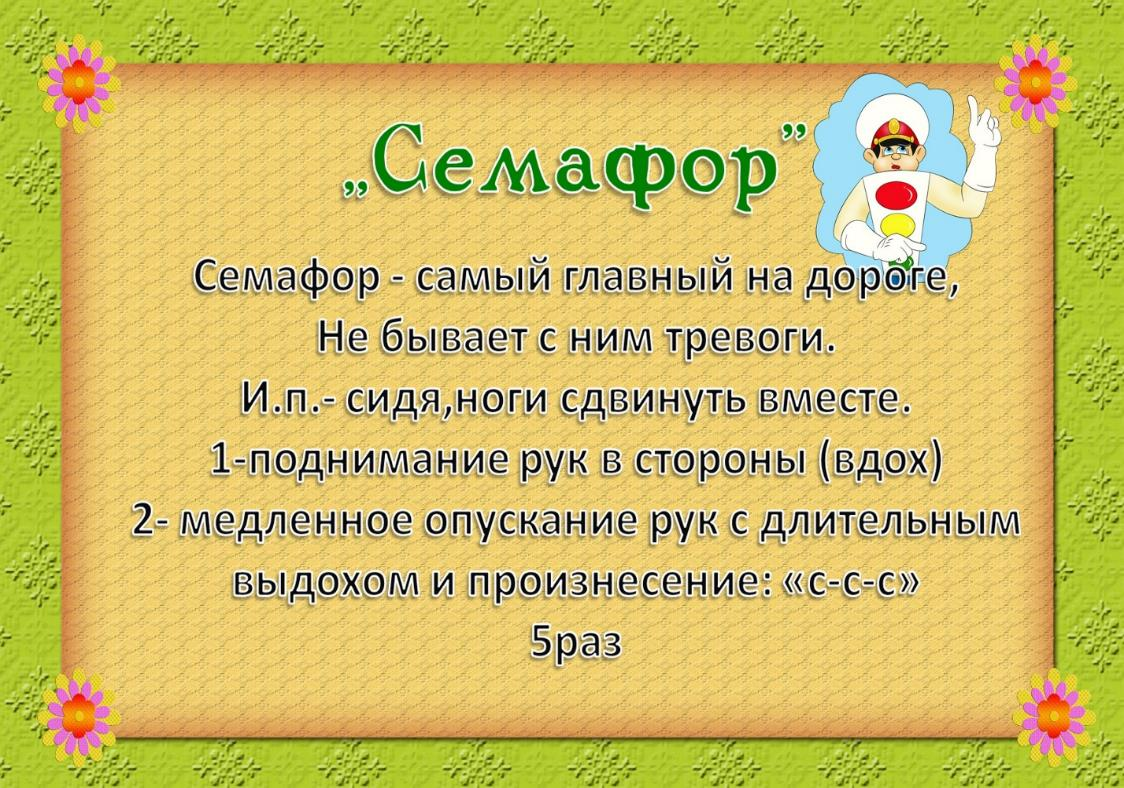 „Семафор”
Семафор - самый главный на дороге,
Не бывает с ним тревоги.
И.п.- сидя,ноги сдвинуть вместе.
1-поднимание рук в стороны (вдох)
2- медленное опускание рук с длительным
выдохом и произнесение: «с-с-с»
5раз